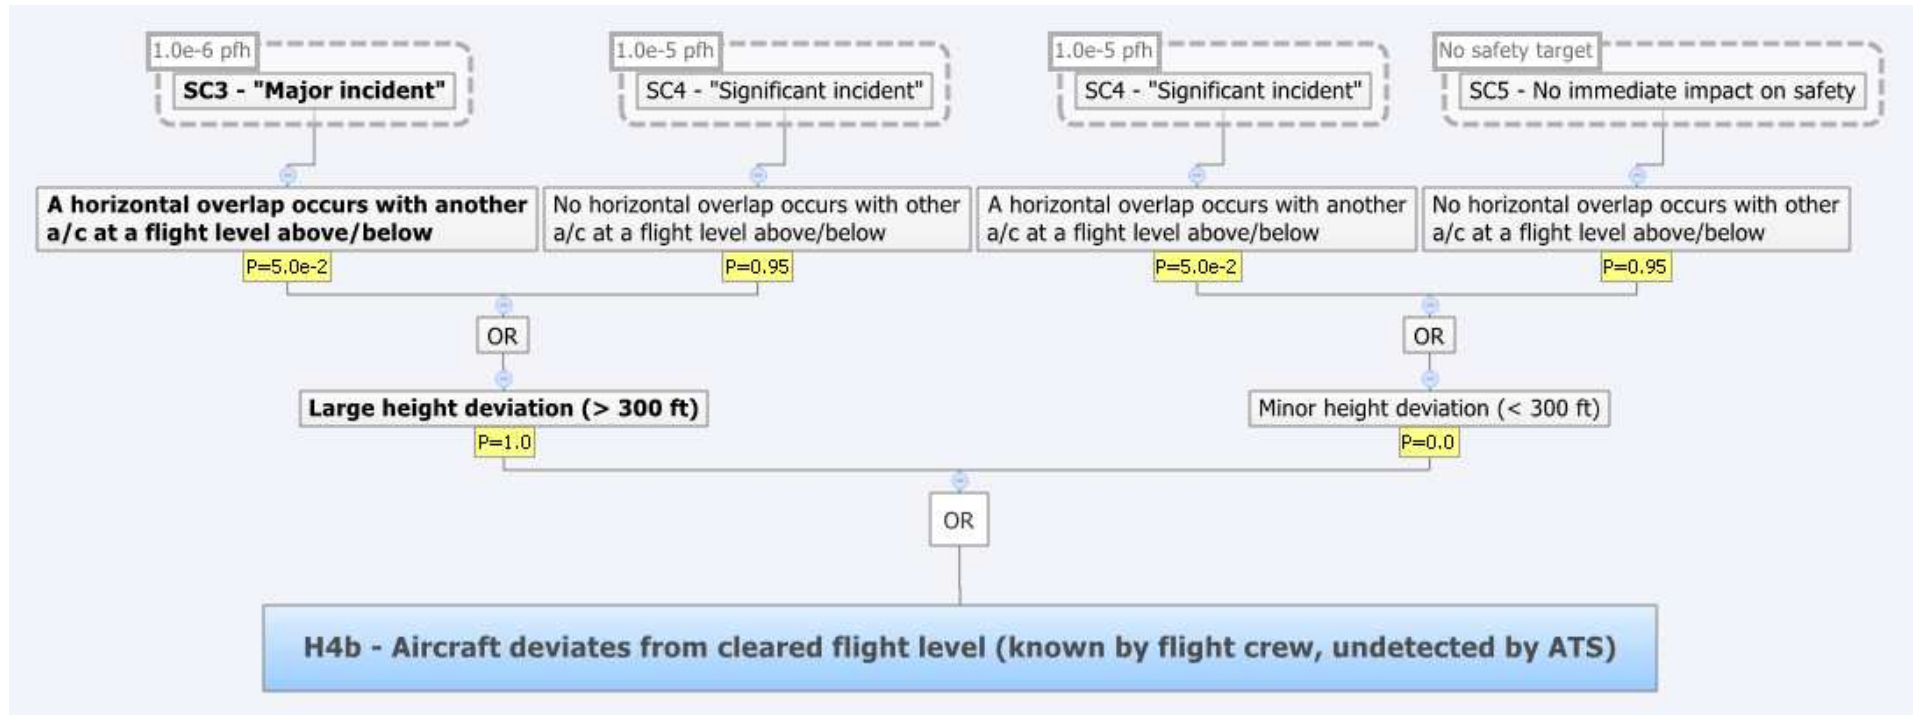 1.0e-6 pfh
SC3 - "Major incident"
1.0e-5 pfh
SC4 - "Significant incident"
1.0e-5 pfh
SC4 - "Significant incident"
No safety target
SC5 - No immediate impact on safety
A horizontal overlap occurs with another
a/c at a flight level above/below
P=5.0e-2
No horizontal overlap occurs with other
a/c at a flight level above/below
P=0.95
A horizontal overlap occurs with another
a/c at a flight level above/below
P=5.0e-2
No horizontal overlap occurs with other
a/c at a flight level above/below
P=0.95
OR
OR
Large height deviation (> 300 ft)
P=1.0
Minor height deviation (< 300 ft)
P=0.0
OR
H4b - Aircraft deviates from cleared flight level (known by flight crew, undetected by ATS)